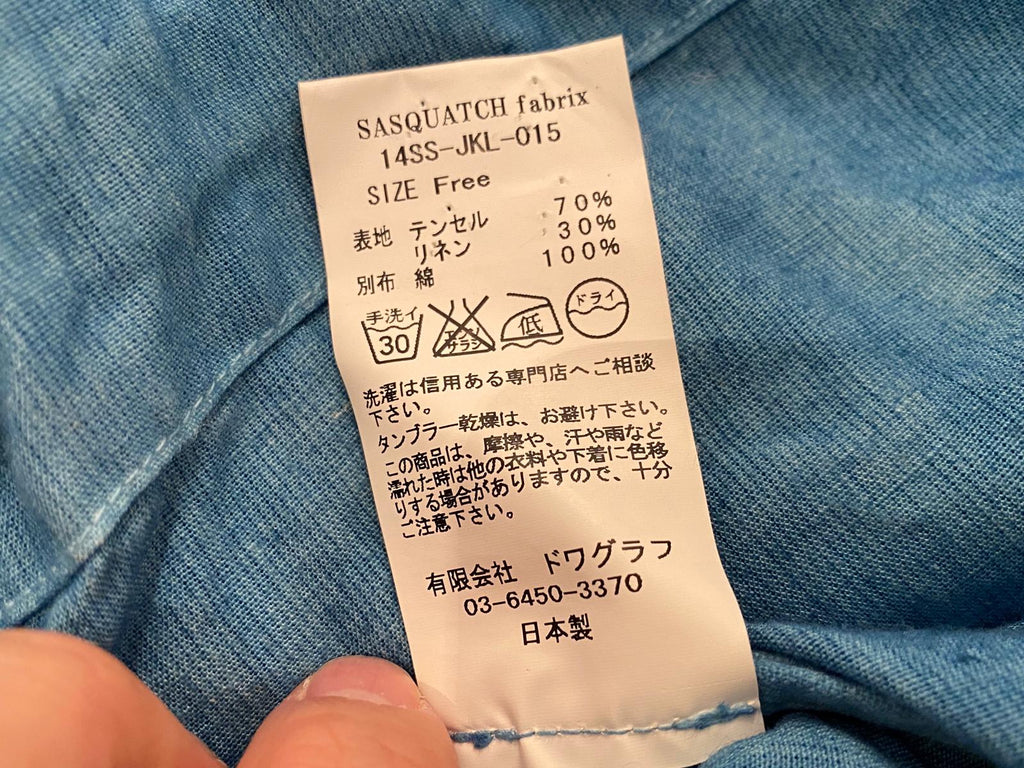 SASQUATCH fabrix
14SS-JKL-015
SIZE Free
表地 テンセル 70%
リネン 30%
別布 綿 100%
手洗イ 30 エンソ サラシ 低 ドライ
洗濯は信用ある専門店へご相談
下さい。
タンブラー乾燥は、お避け下さい。
この商品は、摩擦や、汗や雨など
濡れた時は他の衣料や下着に色移
りする場合がありますので、十分
ご注意下さい。
有限会社 ドワグラフ
03-6450-3370
日本製